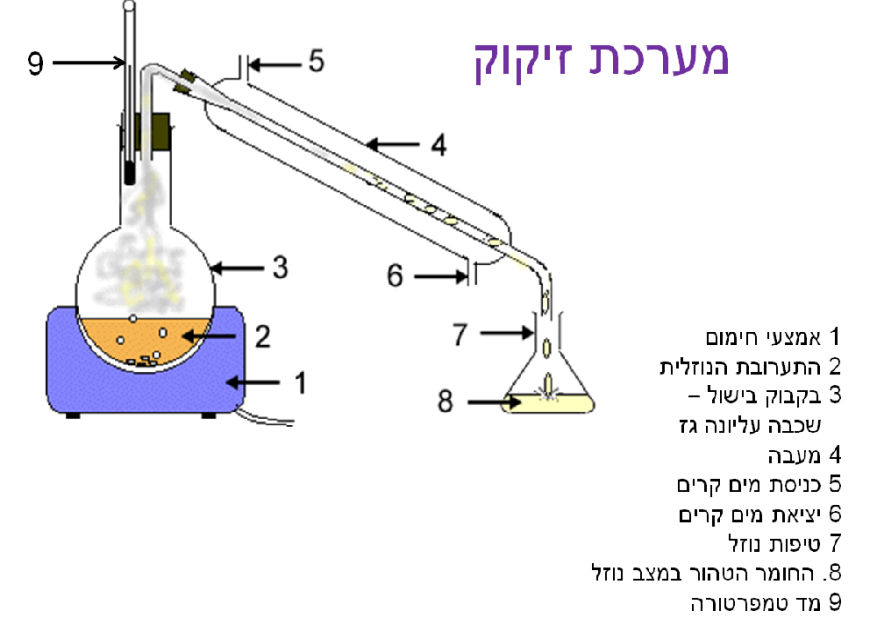 מערכת זיקוק
9
5
4
3
6
7
2
1
8
1 אמצעי חימום
2 התערובת הנוזלית
3 בקבוק בישול –
שכבה עליונה גז
4 מעבה
5 כניסת מים קרים
6 יציאת מים קרים
7 טיפות נוזל
8. החומר הטהור במצב נוזל
9 מד טמפרטורה